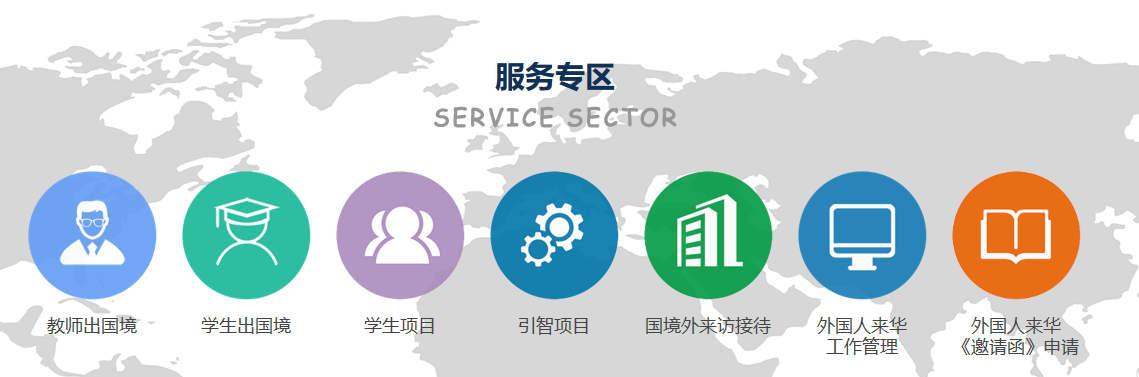 服务专区
SERVICE SECTOR
教师出国境
学生出国境
学生项目
引智项目
国境外来访接待
外国人来华
工作管理
外国人来华
《邀请函》申请